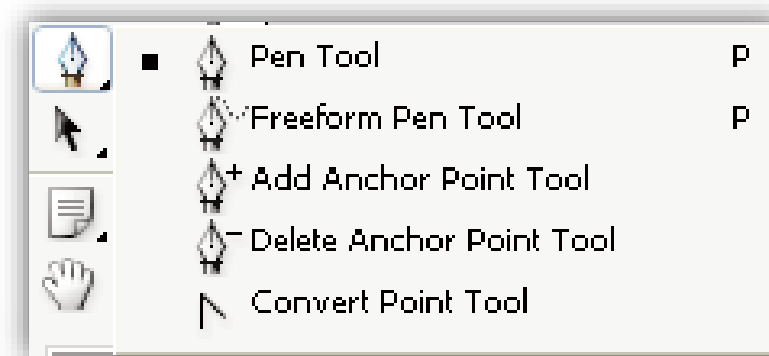 Pen Tool P
Freeform Pen Tool P
Add Anchor Point Tool
Delete Anchor Point Tool
Convert Point Tool